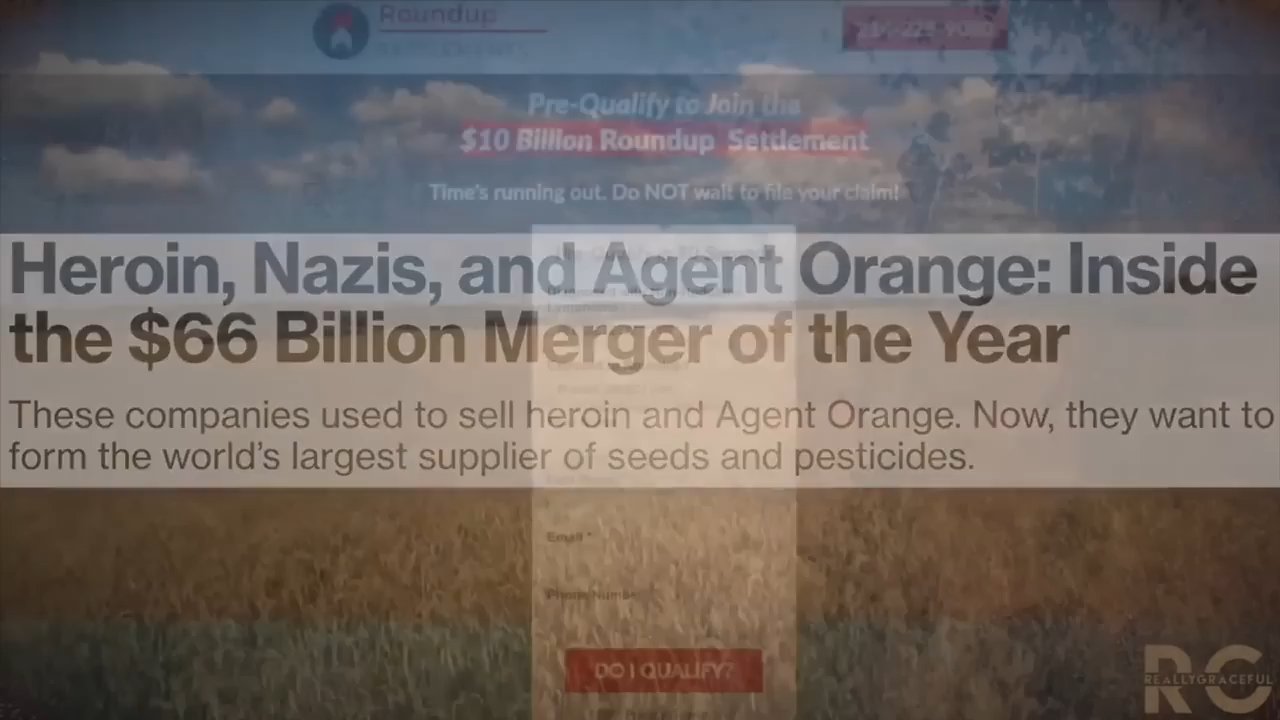 Roundup
Pre-Qualify to Join the
$10 Billion Roundup Settlement
Time's running out. Do NOT wait to file your claim!
Heroin, Nazis, and Agent Orange: Inside
the $66 Billion Merger of the Year
These companies used to sell heroin and Agent Orange. Now, they want to
form the world's largest supplier of seeds and pesticides.
Email *
Phone Number
DO I QUALIFY?
RG
REALLYGRACEFUL